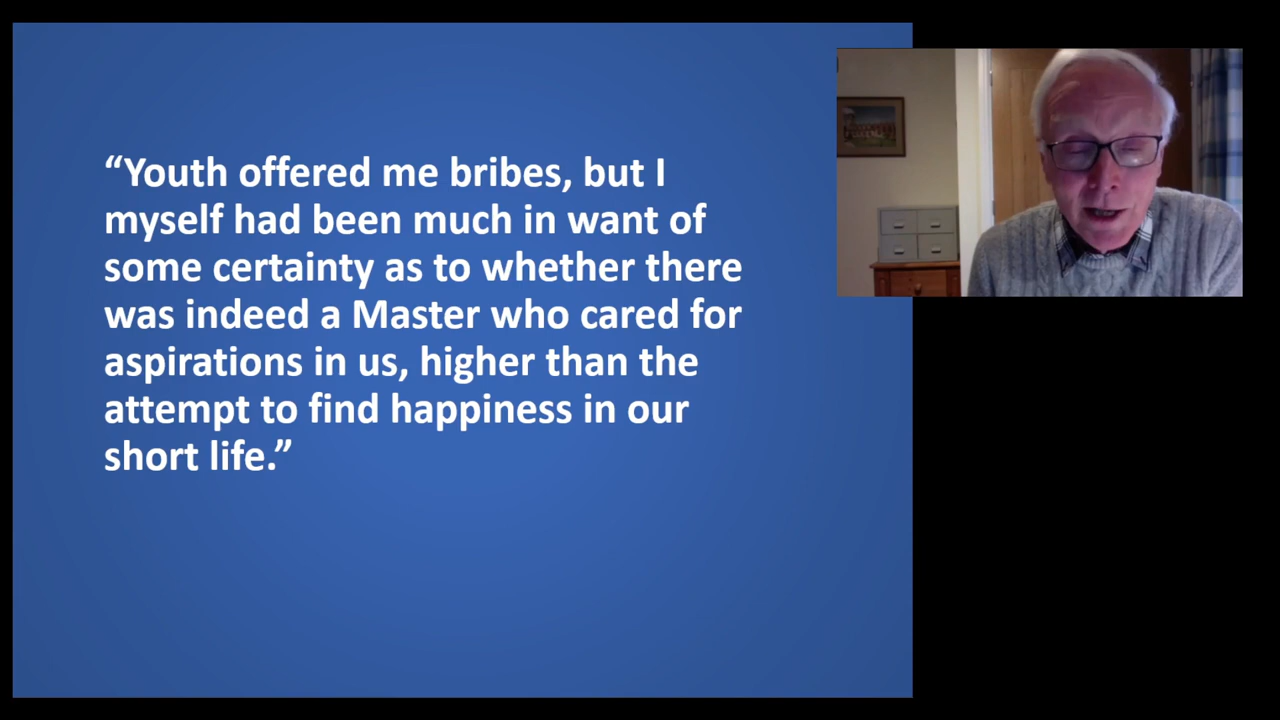 “Youth offered me bribes, but I
myself had been much in want of
some certainty as to whether there
was indeed a Master who cared for
aspirations in us, higher than the
attempt to find happiness in our
short life.”